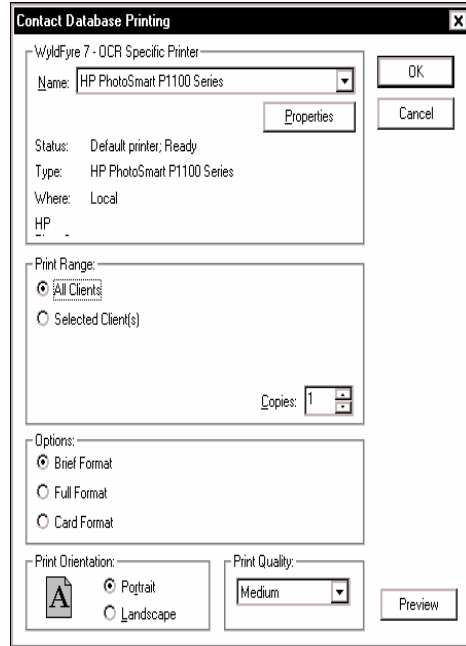 Contact Database Printing
WyldFyre 7 - OCR Specific Printer
Name: HP PhotoSmart P1100 Series
OK
Properties
Cancel
Status: Default printer; Ready
Type: HP PhotoSmart P1100 Series
Where: Local
HP
Print Range:
All Clients
Selected Client(s)
Copies: 1
Options:
Brief Format
Full Format
Card Format
Print Orientation:
A
Portrait
Landscape
Print Quality:
Medium
Preview